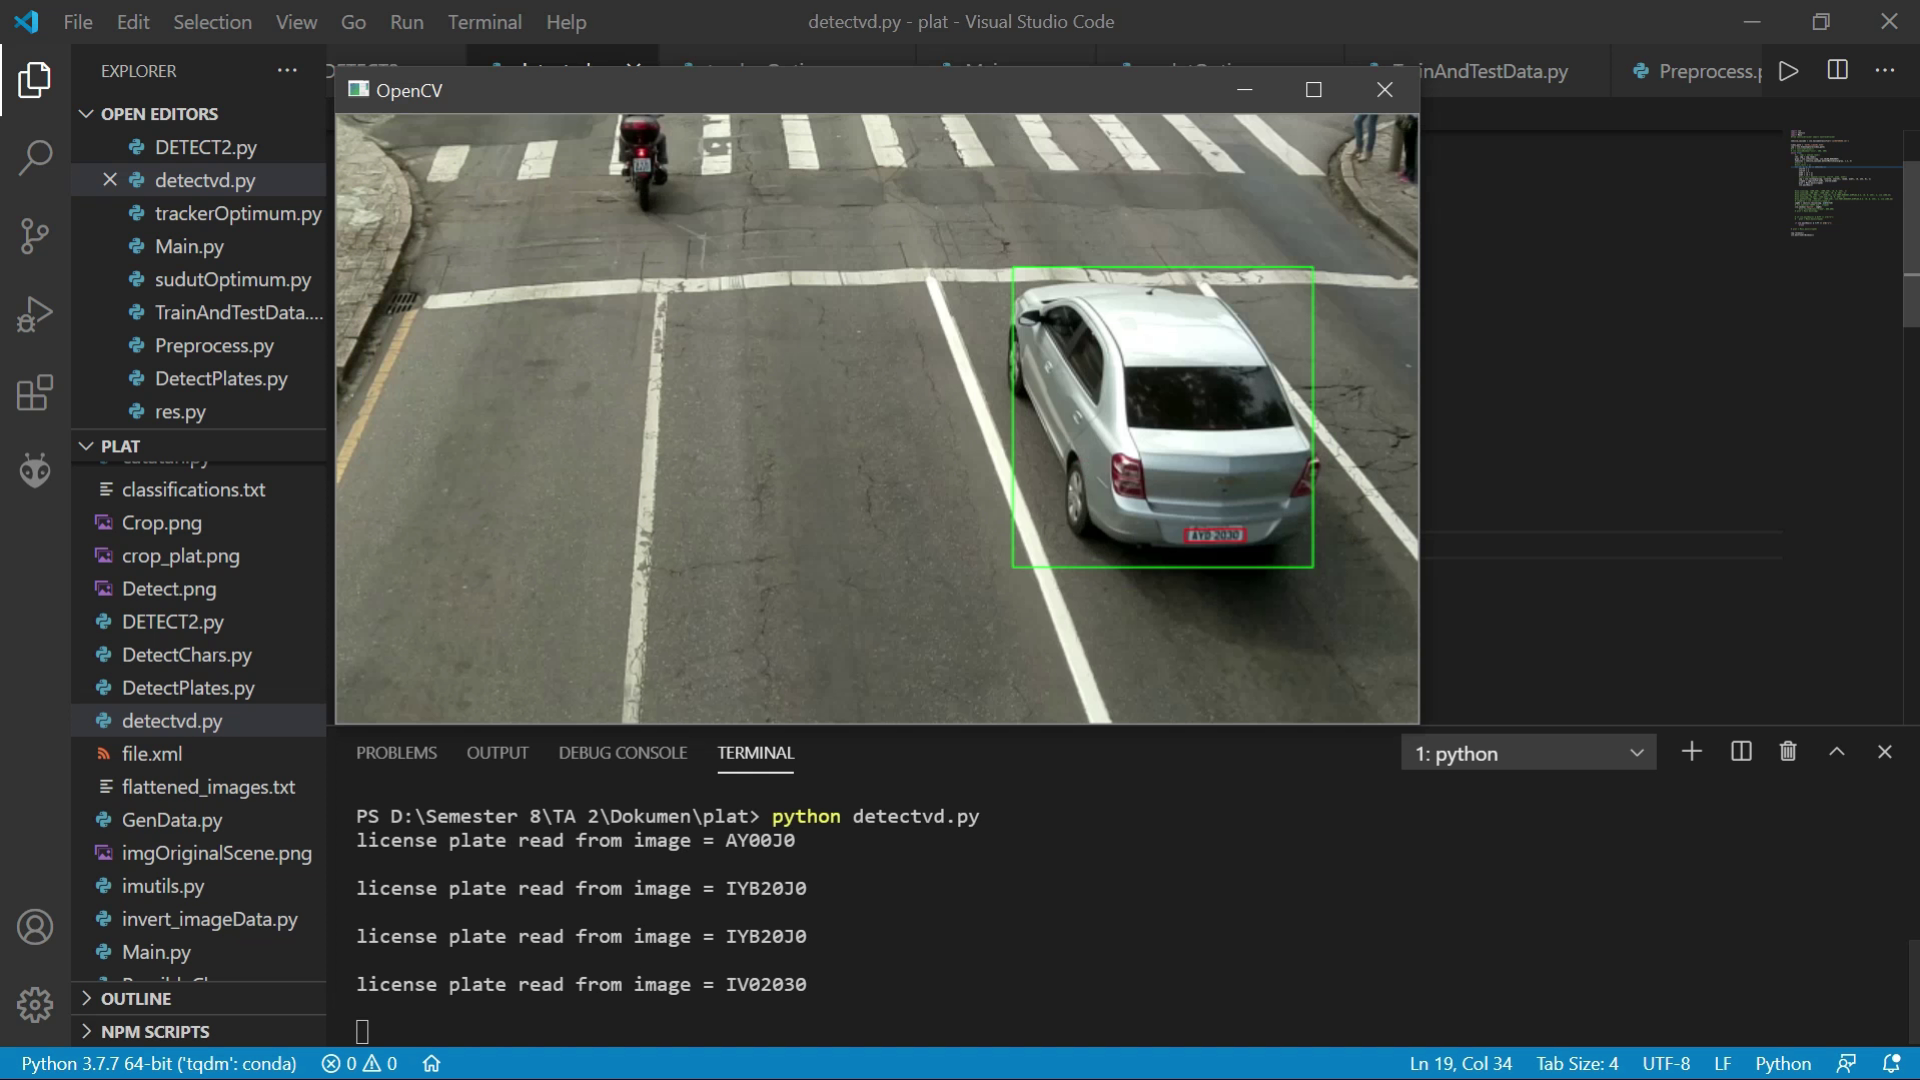 File Edit Selection View Go Run Terminal Help
detectvd.py - plat - Visual Studio Code
EXPLORER
OPEN EDITORS
DETECT2.py
detectvd.py
trackerOptimum.py
Main.py
sudutOptimum.py
TrainAndTestData....
Preprocess.py
DetectPlates.py
res.py
PLAT
classifications.txt
Crop.png
crop_plat.png
Detect.png
DETECT2.py
DetectChars.py
DetectPlates.py
detectvd.py
file.xml
flattened_images.txt
GenData.py
imgOriginalScene.png
imutils.py
invert_imageData.py
Main.py
OUTLINE
NPM SCRIPTS
inAndTestData.py
Preprocess.p
OpenCV
AYD-2030
PROBLEMS OUTPUT DEBUG CONSOLE TERMINAL
1: python
PS D:\Semester 8\TA 2\Dokumen\plat> python detectvd.py
license plate read from image = AY00J0
license plate read from image = IYB20J0
license plate read from image = IYB20J0
license plate read from image = IV02030
Python 3.7.7 64-bit ('tqdm': conda) 0 0
Ln 19, Col 34 Tab Size: 4 UTF-8 LF Python